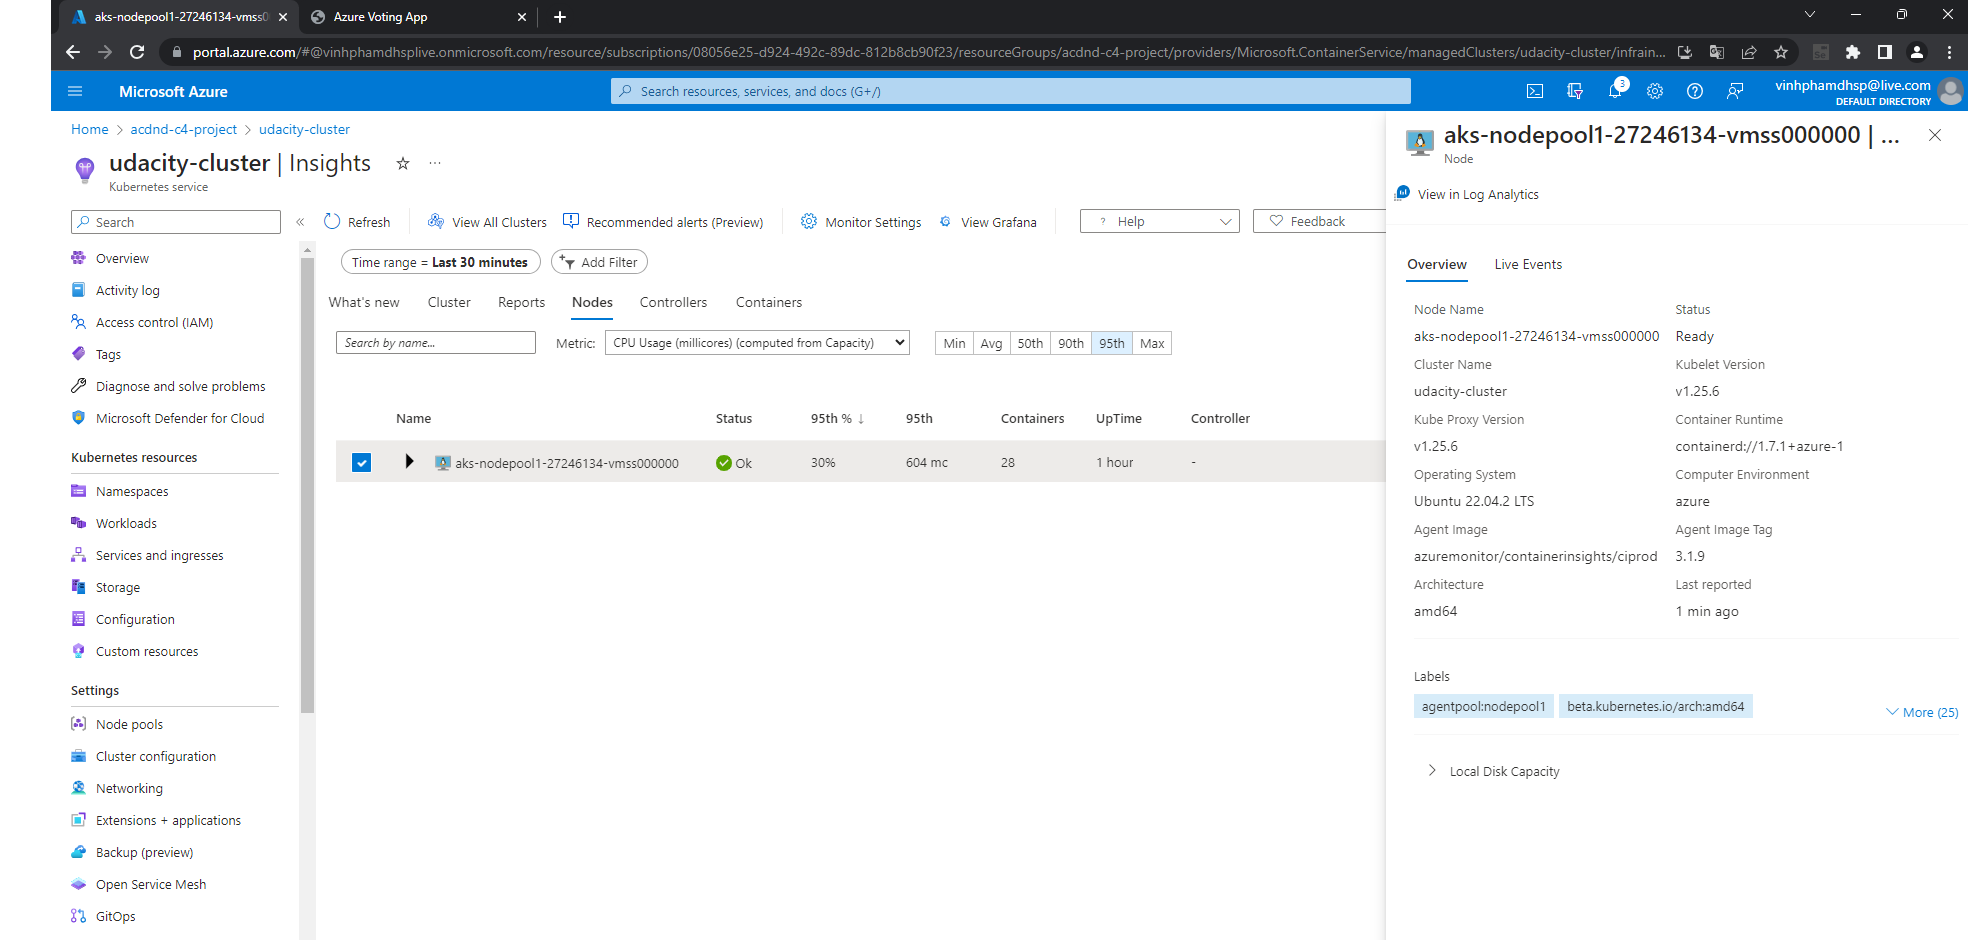 aks-nodepool1-27246134-vmss0
Azure Voting App
portal.azure.com/#@vinhphamdhsplive.onmicrosoft.com/resource/subscriptions/08056e25-d924-492c-89dc-812b8cb90f23/resourceGroups/acdnd-c4-project/providers/Microsoft.ContainerService/managedClusters/udacity-cluster/infrain...
Microsoft Azure
Search resources, services, and docs (G+/)
3
vinhphamdhsp@live.com
DEFAULT DIRECTORY
Home > acdnd-c4-project > udacity-cluster
udacity-cluster | Insights
Kubernetes service
Search
Refresh
View All Clusters
Recommended alerts (Preview)
Monitor Settings
View Grafana
? Help
Feedback
Overview
Activity log
Access control (IAM)
Tags
Diagnose and solve problems
Microsoft Defender for Cloud
Kubernetes resources
Namespaces
Workloads
Services and ingresses
Storage
Configuration
Custom resources
Settings
Node pools
Cluster configuration
Networking
Extensions + applications
Backup (preview)
Open Service Mesh
GitOps
Time range = Last 30 minutes
Add Filter
What's new
Cluster
Reports
Nodes
Controllers
Containers
Search by name...
Metric:
CPU Usage (millicores) (computed from Capacity)
Min Avg 50th 90th 95th Max
Name Status 95th % ↓ 95th Containers UpTime Controller
aks-nodepool1-27246134-vmss000000 Ok 30% 604 mc 28 1 hour -
aks-nodepool1-27246134-vmss000000 | ...
Node
View in Log Analytics
Overview
Live Events
Node Name
aks-nodepool1-27246134-vmss000000
Status
Ready
Cluster Name
udacity-cluster
Kubelet Version
v1.25.6
Kube Proxy Version
v1.25.6
Container Runtime
containerd://1.7.1+azure-1
Operating System
Ubuntu 22.04.2 LTS
Computer Environment
azure
Agent Image
azuremonitor/containerinsights/ciprod
Agent Image Tag
3.1.9
Architecture
amd64
Last reported
1 min ago
Labels
agentpool:nodepool1
beta.kubernetes.io/arch:amd64
More (25)
Local Disk Capacity